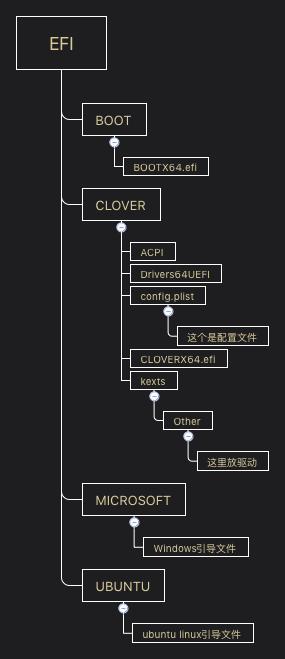 EFI
BOOT
BOOTX64.efi
CLOVER
ACPI
Drivers64UEFI
config.plist
这个是配置文件
CLOVERX64.efi
kexts
Other
这里放驱动
MICROSOFT
Windows引导文件
UBUNTU
ubuntu linux引导文件